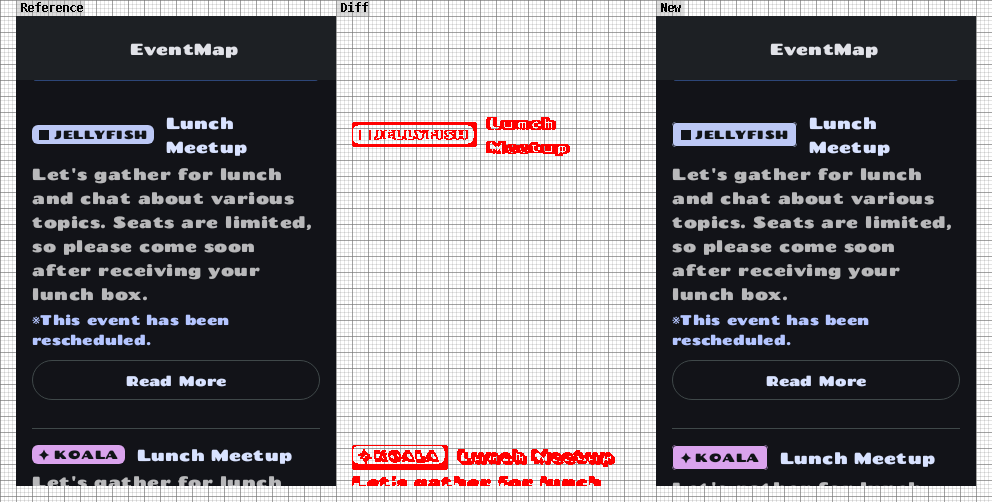 Reference
Diff
New
EventMap
JELLYFISH
Lunch
Meetup
Let's gather for lunch
and chat about various
topics. Seats are limited,
so please come soon
after receiving your
lunch box.
※This event has been
rescheduled.
Read More
KOALA Lunch Meetup
Let's gather for lunch
JELLYFISH
Lunch
Meetup
KOALA Lunch Meetup
Let's gather for lunch
EventMap
JELLYFISH
Lunch
Meetup
Let's gather for lunch
and chat about various
topics. Seats are limited,
so please come soon
after receiving your
lunch box.
※This event has been
rescheduled.
Read More
KOALA Lunch Meetup